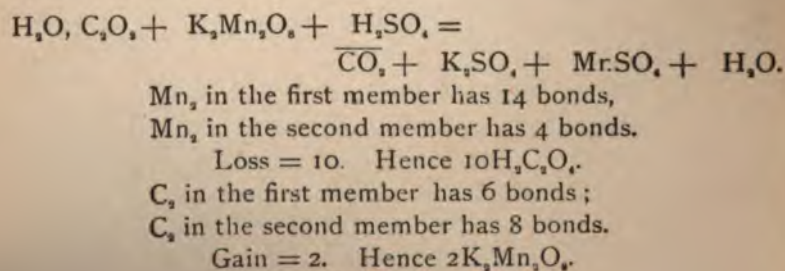 H₂O, C₂O₃ + K₂Mn₂O₈ + H₂SO₄ =
CO₂ + K₂SO₄ + Mr.SO₄ + H₂O.
Mn₂ in the first member has 14 bonds,
Mn₂ in the second member has 4 bonds.
Loss = 10. Hence 10H₂C₂O₄.
C₂ in the first member has 6 bonds;
C₂ in the second member has 8 bonds.
Gain = 2. Hence 2K₂Mn₂O₈.